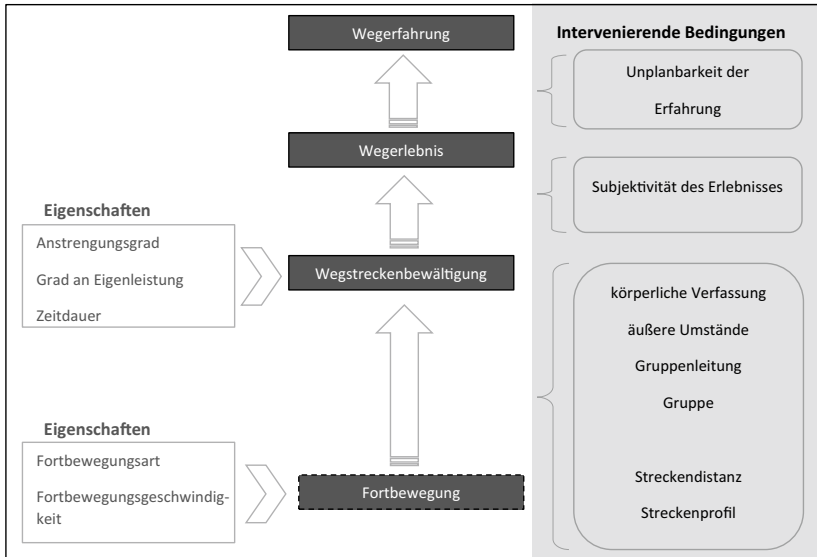 Wegerfahrung
Wegerlebnis
Eigenschaften
Anstrengungsgrad
Grad an Eigenleistung
Zeitdauer
Wegstreckenbewältigung
Eigenschaften
Fortbewegungsart
Fortbewegungsgeschwindig-
keit
Fortbewegung
Intervenierende Bedingungen
Unplanbarkeit der
Erfahrung
Subjektivität des Erlebnisses
körperliche Verfassung
äußere Umstände
Gruppenleitung
Gruppe
Streckendistanz
Streckenprofil